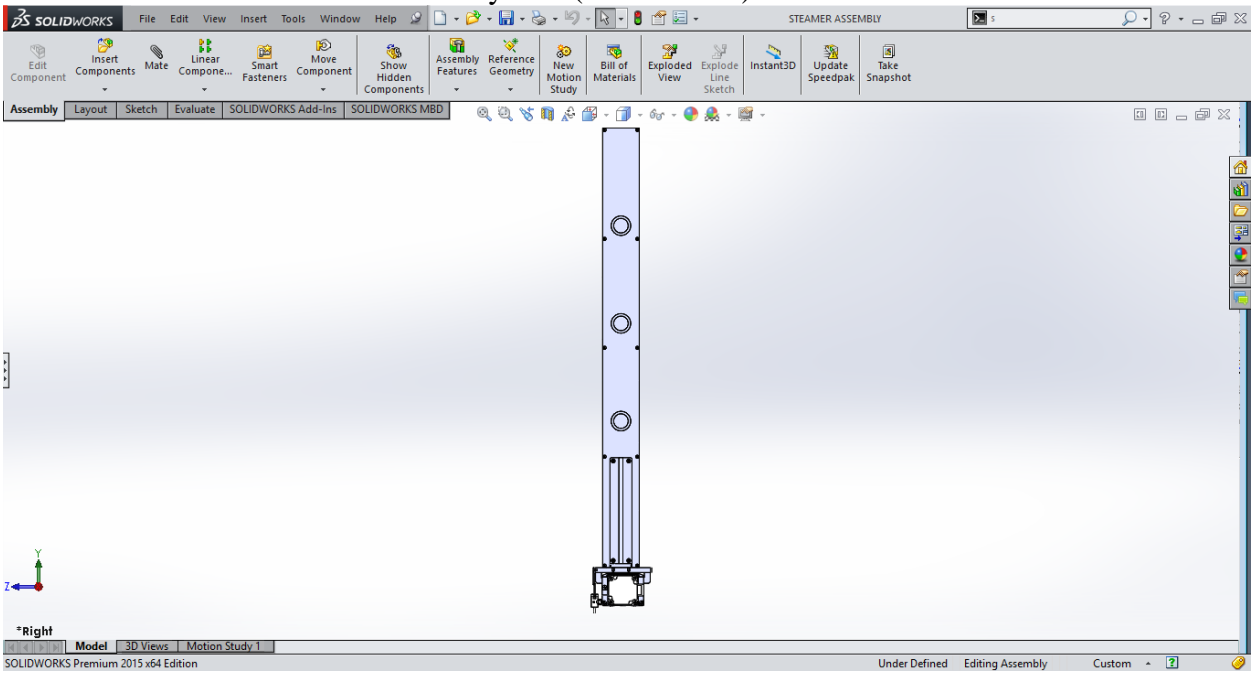 SOLIDWORKS File Edit View Insert Tools Window Help STEAMER ASSEMBLY s
Edit Component
Insert Components
Mate
Linear Compone...
Smart Fasteners
Move Component
Show Hidden Components
Assembly Features
Reference Geometry
New Motion Study
Bill of Materials
Exploded View
Explode Line Sketch
Instant3D
Update Speedpak
Take Snapshot
Assembly Layout Sketch Evaluate SOLIDWORKS Add-Ins SOLIDWORKS MBD
Y
Z
*Right
Model 3D Views Motion Study 1
SOLIDWORKS Premium 2015 x64 Edition Under Defined Editing Assembly Custom